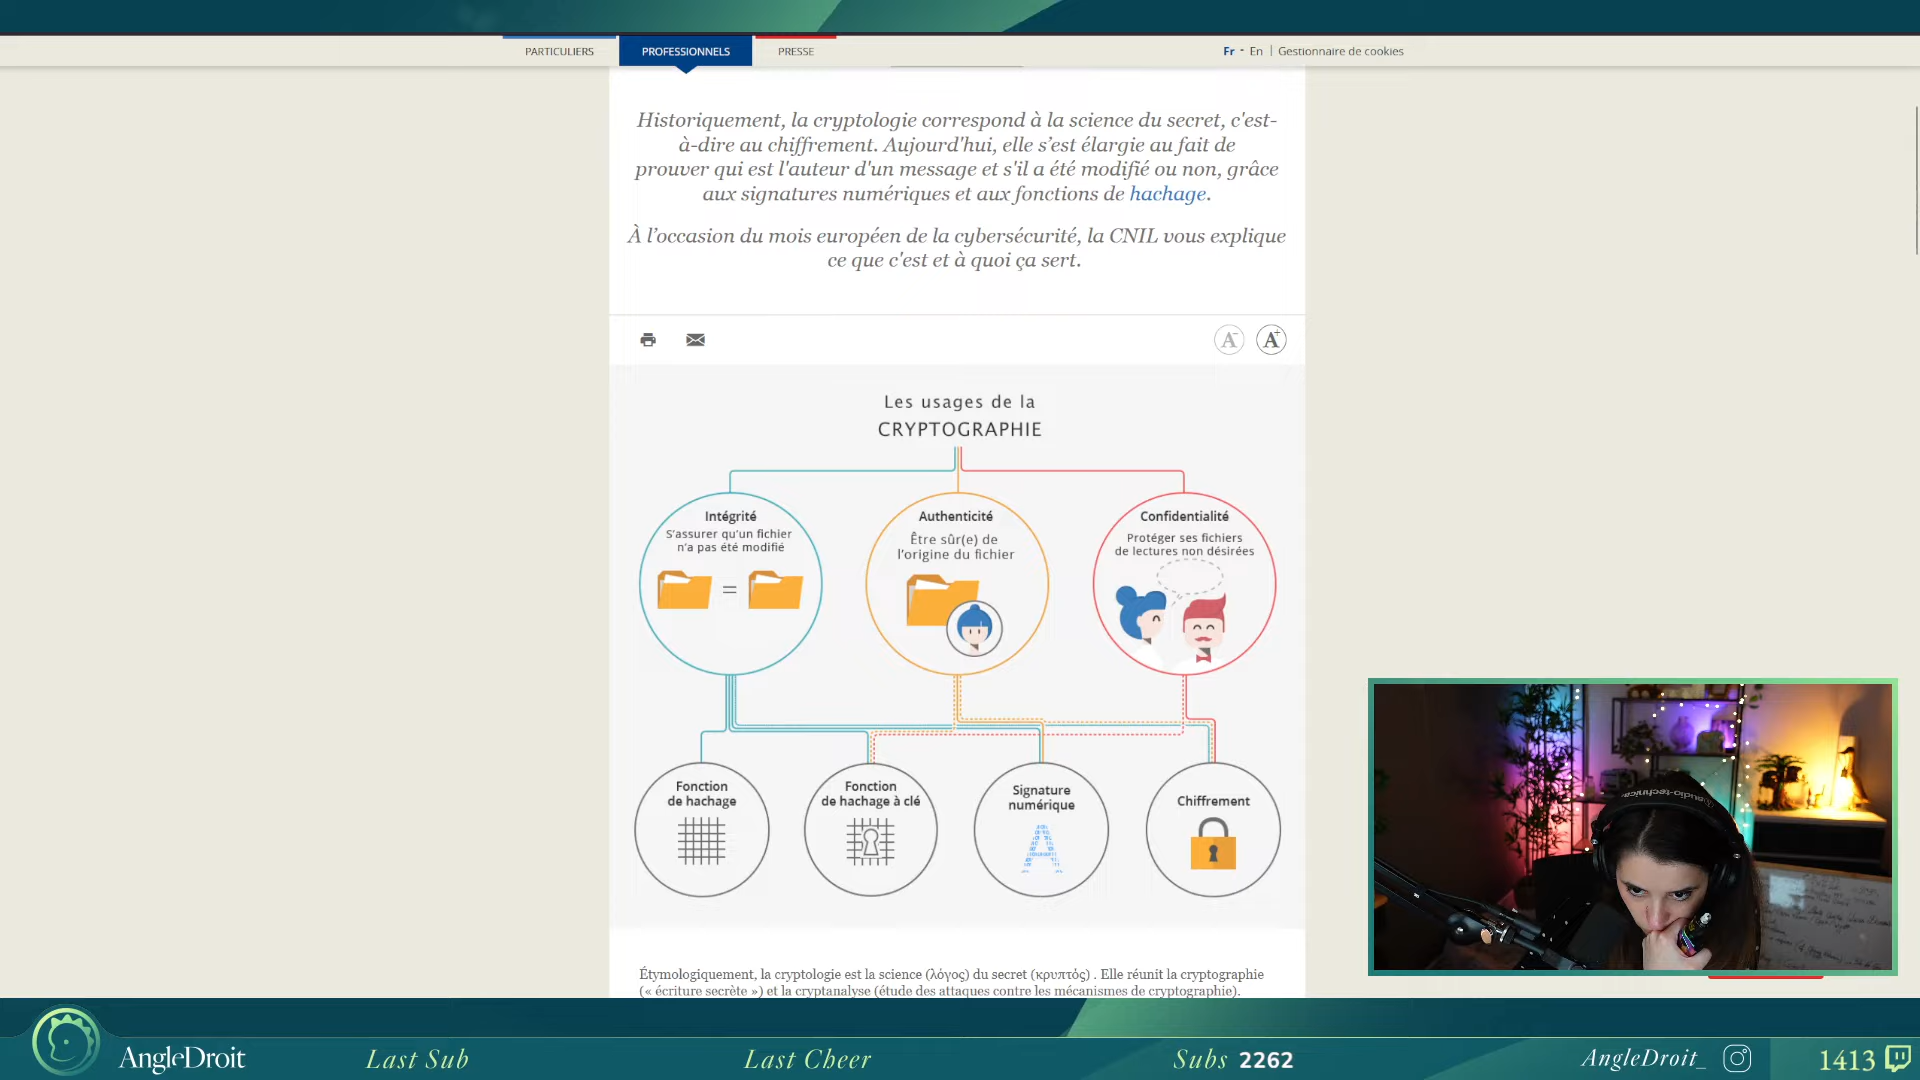 PARTICULIERS
PROFESSIONNELS
PRESSE
Fr - En | Gestionnaire de cookies
Historiquement, la cryptologie correspond à la science du secret, c'est-
à-dire au chiffrement. Aujourd'hui, elle s’est élargie au fait de
prouver qui est l'auteur d'un message et s'il a été modifié ou non, grâce
aux signatures numériques et aux fonctions de hachage.
À l’occasion du mois européen de la cybersécurité, la CNIL vous explique
ce que c'est et à quoi ça sert.
A-
A+
Les usages de la
CRYPTOGRAPHIE
Intégrité
S’assurer qu’un fichier
n’a pas été modifié
=
Authenticité
Être sûr(e) de
l’origine du fichier
Confidentialité
Protéger ses fichiers
de lectures non désirées
Fonction
de hachage
Fonction
de hachage à clé
Signature
numérique
Chiffrement
Étymologiquement, la cryptologie est la science (λόγος) du secret (κρυπτός) . Elle réunit la cryptographie
(« écriture secrète ») et la cryptanalyse (étude des attaques contre les mécanismes de cryptographie).
audio-technica
AngleDroit
Last Sub
Last Cheer
Subs 2262
AngleDroit_
1413